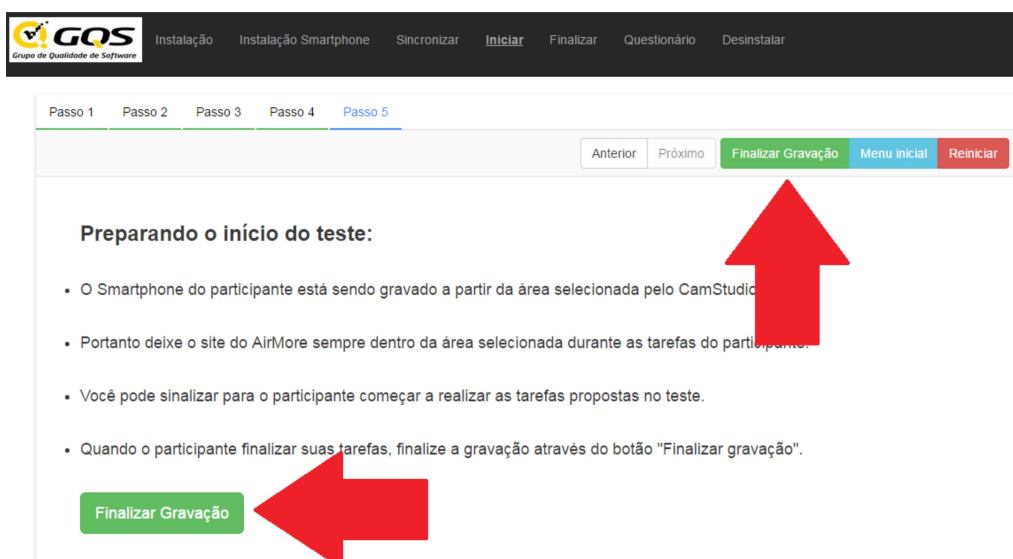 GQS
Grupo de Qualidade de Software
Instalação Instalação Smartphone Sincronizar Iniciar Finalizar Questionário Desinstalar
Passo 1 Passo 2 Passo 3 Passo 4 Passo 5
Anterior Próximo Finalizar Gravação Menu inicial Reiniciar
Preparando o início do teste:
• O Smartphone do participante está sendo gravado a partir da área selecionada pelo CamStudio
• Portanto deixe o site do AirMore sempre dentro da área selecionada durante as tarefas do participante.
• Você pode sinalizar para o participante começar a realizar as tarefas propostas no teste.
• Quando o participante finalizar suas tarefas, finalize a gravação através do botão "Finalizar gravação".
Finalizar Gravação